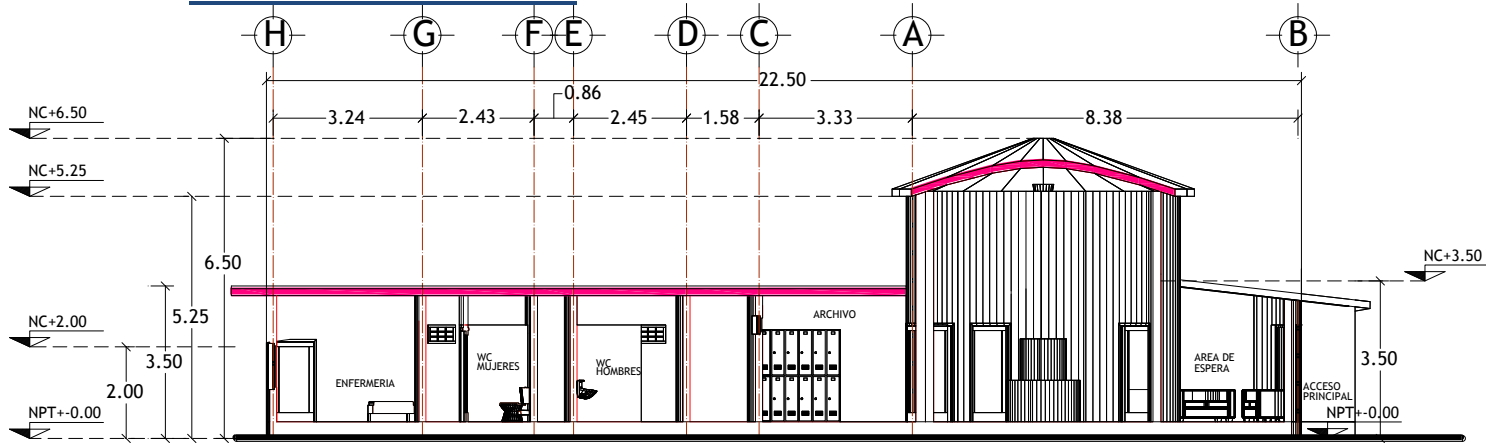 H G F E D C A B
22.50
0.86
3.24 2.43 2.45 1.58 3.33 8.38
NC+6.50
NC+5.25
6.50
NC+3.50
5.25
ARCHIVO
NC+2.00
3.50
WC
MUJERES
WC
HOMBRES
AREA DE
ESPERA
3.50
ENFERMERIA
2.00
ACCESO
PRINCIPAL
NPT+-0.00
NPT+-0.00